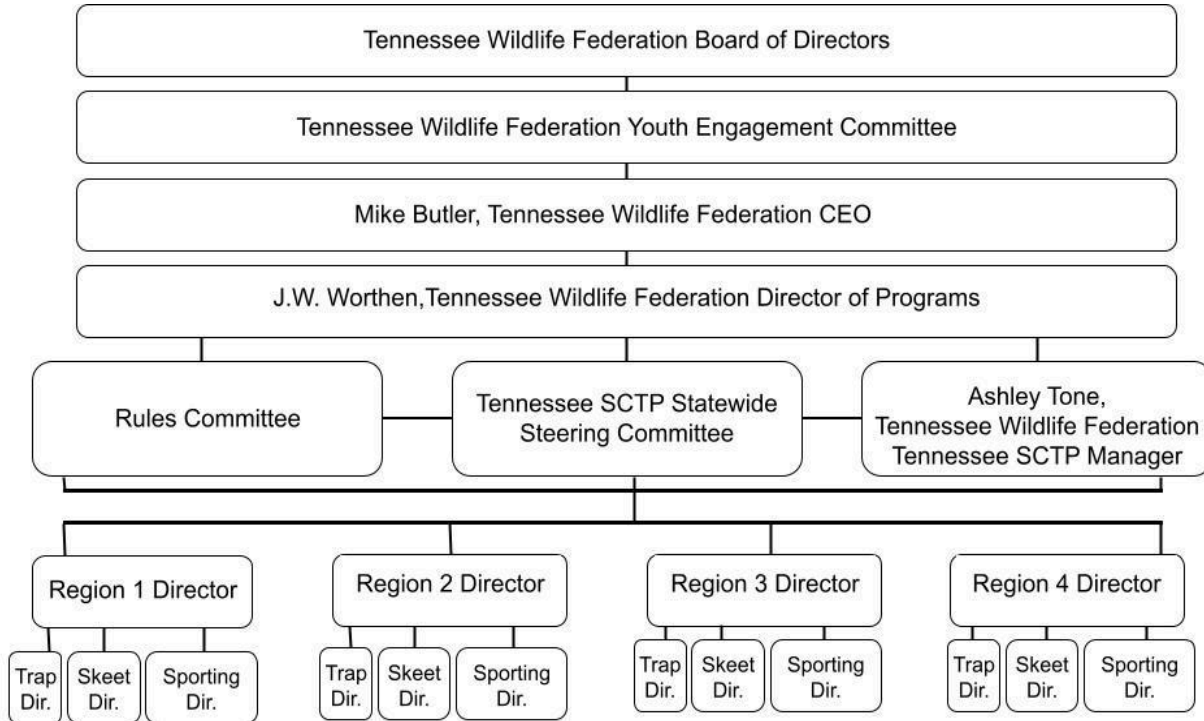 Tennessee Wildlife Federation Board of Directors
Tennessee Wildlife Federation Youth Engagement Committee
Mike Butler, Tennessee Wildlife Federation CEO
J.W. Worthen,Tennessee Wildlife Federation Director of Programs
Rules Committee
Tennessee SCTP Statewide
Steering Committee
Ashley Tone,
Tennessee Wildlife Federation
Tennessee SCTP Manager
Region 1 Director
Region 2 Director
Region 3 Director
Region 4 Director
Trap
Dir.
Skeet
Dir.
Sporting
Dir.
Trap
Dir.
Skeet
Dir.
Sporting
Dir.
Trap
Dir.
Skeet
Dir.
Sporting
Dir.
Trap
Dir.
Skeet
Dir.
Sporting
Dir.